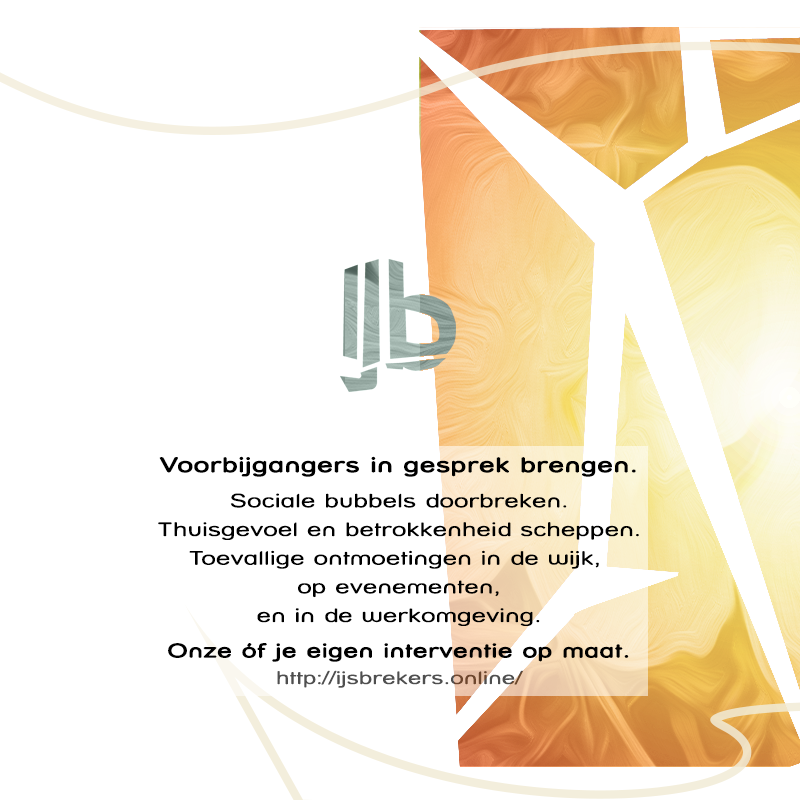 ijb
Voorbijgangers in gesprek brengen.
Sociale bubbels doorbreken.
Thuisgevoel en betrokkenheid scheppen.
Toevallige ontmoetingen in de wijk,
op evenementen,
en in de werkomgeving.
Onze óf je eigen interventie op maat.
http://ijsbrekers.online/